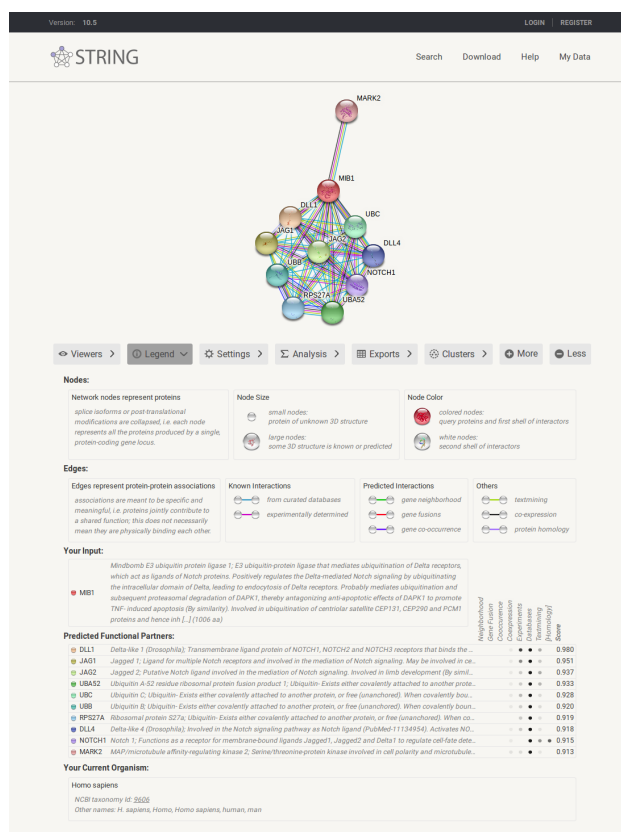 Version: 10.5
LOGIN | REGISTER
STRING
Search Download Help My Data
MARK2
MIB1
DLL1
UBC
JAG1
JAG2
DLL4
UBB
NOTCH1
RPS27A
UBA52
Viewers > Legend Settings > Analysis > Exports > Clusters > More Less
Nodes:
Network nodes represent proteins
splice isoforms or post-translational
modifications are collapsed, i.e. each node
represents all the proteins produced by a single,
protein-coding gene locus.
Node Size
small nodes:
protein of unknown 3D structure
large nodes:
some 3D structure is known or predicted
Node Color
colored nodes:
query proteins and first shell of interactors
white nodes:
second shell of interactors
Edges:
Edges represent protein-protein associations
associations are meant to be specific and
meaningful, i.e. proteins jointly contribute to
a shared function; this does not necessarily
mean they are physically binding each other.
Known Interactions
from curated databases
experimentally determined
Predicted Interactions
gene neighborhood
gene fusions
gene co-occurrence
Others
textmining
co-expression
protein homology
Your Input:
MIB1
Mindbomb E3 ubiquitin protein ligase 1; E3 ubiquitin-protein ligase that mediates ubiquitination of Delta receptors,
which act as ligands of Notch proteins. Positively regulates the Delta-mediated Notch signaling by ubiquitinating
the intracellular domain of Delta, leading to endocytosis of Delta receptors. Probably mediates ubiquitination and
subsequent proteasomal degradation of DAPK1, thereby antagonizing anti-apoptotic effects of DAPK1 to promote
TNF- induced apoptosis (By similarity). Involved in ubiquitination of centriolar satellite CEP131, CEP290 and PCM1
proteins and hence inh [...] (1006 aa)
Neighborhood
Gene Fusion
Cooccurence
Coexpression
Experiments
Databases
Textmining
[Homology]
Score
Predicted Functional Partners:
DLL1 Delta-like 1 (Drosophila); Transmembrane ligand protein of NOTCH1, NOTCH2 and NOTCH3 receptors that binds the ... 0.980
JAG1 Jagged 1; Ligand for multiple Notch receptors and involved in the mediation of Notch signaling. May be involved in ce... 0.951
JAG2 Jagged 2; Putative Notch ligand involved in the mediation of Notch signaling. Involved in limb development (By simil... 0.937
UBA52 Ubiquitin A-52 residue ribosomal protein fusion product 1; Ubiquitin- Exists either covalently attached to another prote... 0.933
UBC Ubiquitin C; Ubiquitin- Exists either covalently attached to another protein, or free (unanchored). When covalently bou... 0.928
UBB Ubiquitin B; Ubiquitin- Exists either covalently attached to another protein, or free (unanchored). When covalently boun... 0.920
RPS27A Ribosomal protein S27a; Ubiquitin- Exists either covalently attached to another protein, or free (unanchored). When co... 0.919
DLL4 Delta-like 4 (Drosophila); Involved in the Notch signaling pathway as Notch ligand (PubMed-11134954). Activates NO... 0.918
NOTCH1 Notch 1; Functions as a receptor for membrane-bound ligands Jagged1, Jagged2 and Delta1 to regulate cell-fate dete... 0.915
MARK2 MAP/microtubule affinity-regulating kinase 2; Serine/threonine-protein kinase involved in cell polarity and microtubule... 0.913
Your Current Organism:
Homo sapiens
NCBI taxonomy Id: 9606
Other names: H. sapiens, Homo, Homo sapiens, human, man